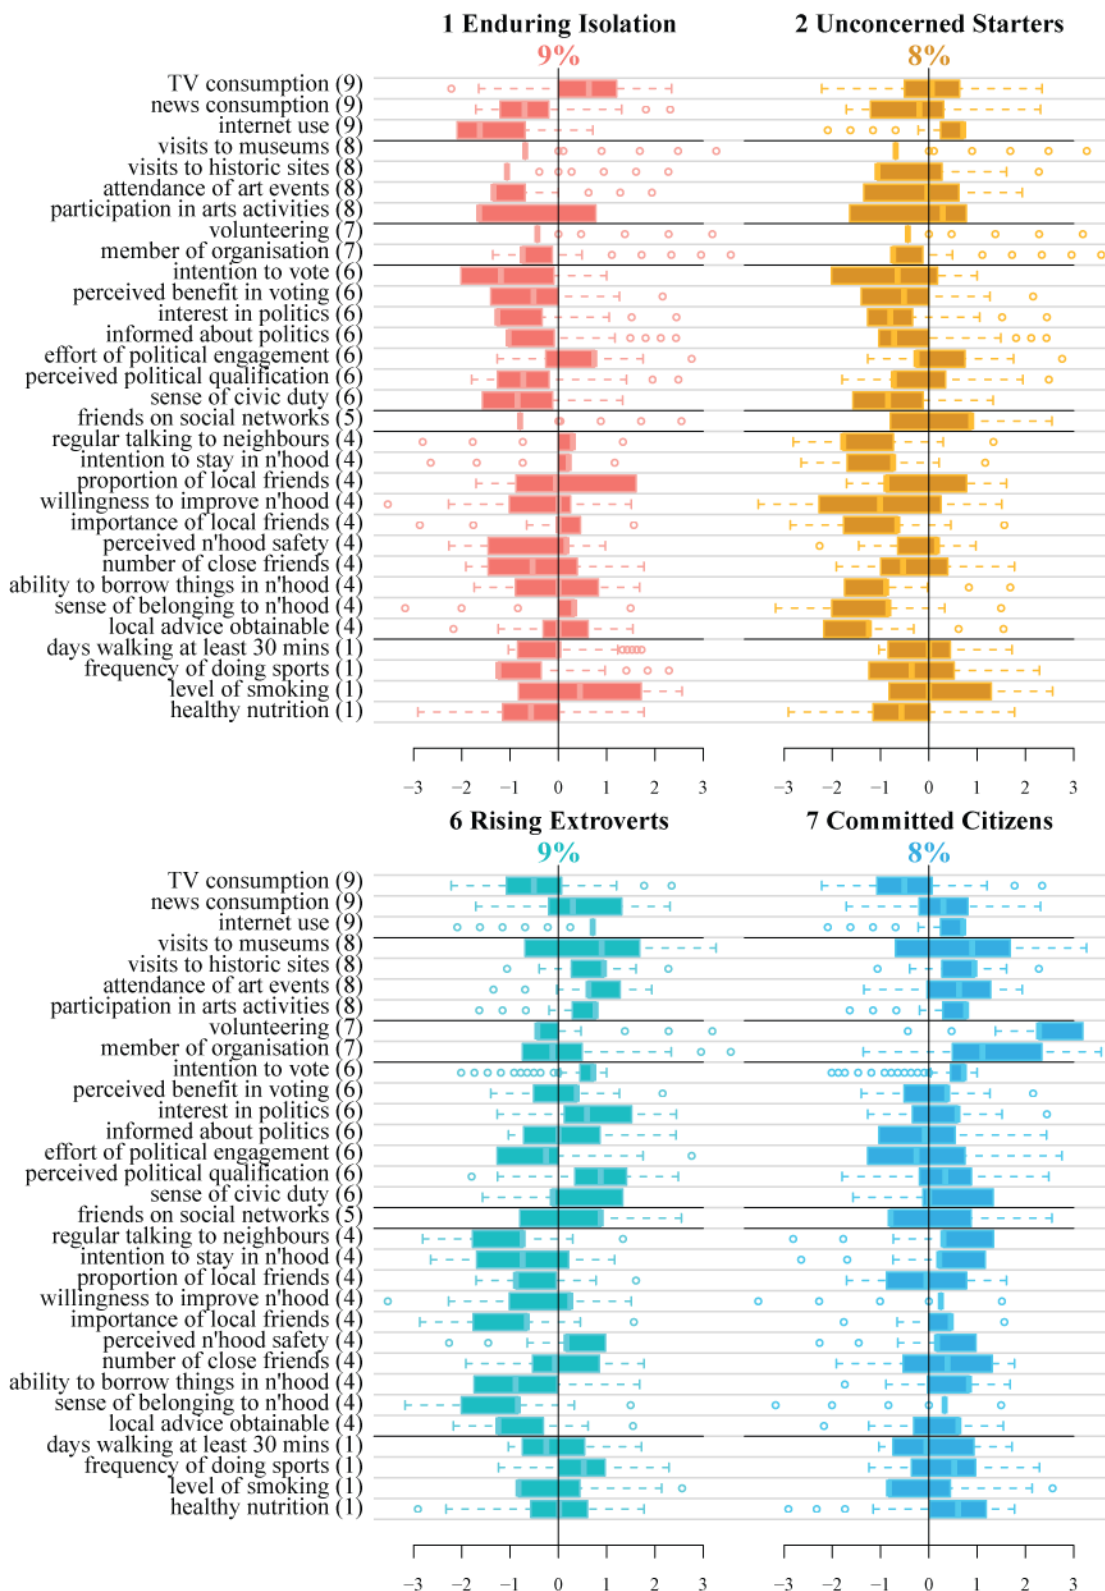 1 Enduring Isolation 2 Unconcerned Starters
9% 8%
TV consumption (9)
news consumption (9)
internet use (9)
visits to museums (8)
visits to historic sites (8)
attendance of art events (8)
participation in arts activities (8)
volunteering (7)
member of organisation (7)
intention to vote (6)
perceived benefit in voting (6)
interest in politics (6)
informed about politics (6)
effort of political engagement (6)
perceived political qualification (6)
sense of civic duty (6)
friends on social networks (5)
regular talking to neighbours (4)
intention to stay in n'hood (4)
proportion of local friends (4)
willingness to improve n'hood (4)
importance of local friends (4)
perceived n'hood safety (4)
number of close friends (4)
ability to borrow things in n'hood (4)
sense of belonging to n'hood (4)
local advice obtainable (4)
days walking at least 30 mins (1)
frequency of doing sports (1)
level of smoking (1)
healthy nutrition (1)
−3 −2 −1 0 1 2 3 −3 −2 −1 0 1 2 3
6 Rising Extroverts 7 Committed Citizens
9% 8%
TV consumption (9)
news consumption (9)
internet use (9)
visits to museums (8)
visits to historic sites (8)
attendance of art events (8)
participation in arts activities (8)
volunteering (7)
member of organisation (7)
intention to vote (6)
perceived benefit in voting (6)
interest in politics (6)
informed about politics (6)
effort of political engagement (6)
perceived political qualification (6)
sense of civic duty (6)
friends on social networks (5)
regular talking to neighbours (4)
intention to stay in n'hood (4)
proportion of local friends (4)
willingness to improve n'hood (4)
importance of local friends (4)
perceived n'hood safety (4)
number of close friends (4)
ability to borrow things in n'hood (4)
sense of belonging to n'hood (4)
local advice obtainable (4)
days walking at least 30 mins (1)
frequency of doing sports (1)
level of smoking (1)
healthy nutrition (1)
−3 −2 −1 0 1 2 3 −3 −2 −1 0 1 2 3